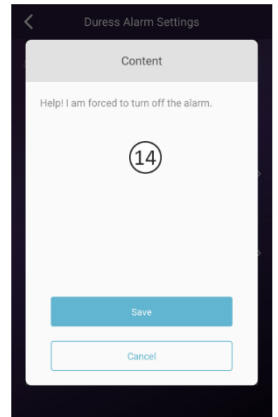 Duress Alarm Settings
Content
Help! I am forced to turn off the alarm.
14
Save
Cancel